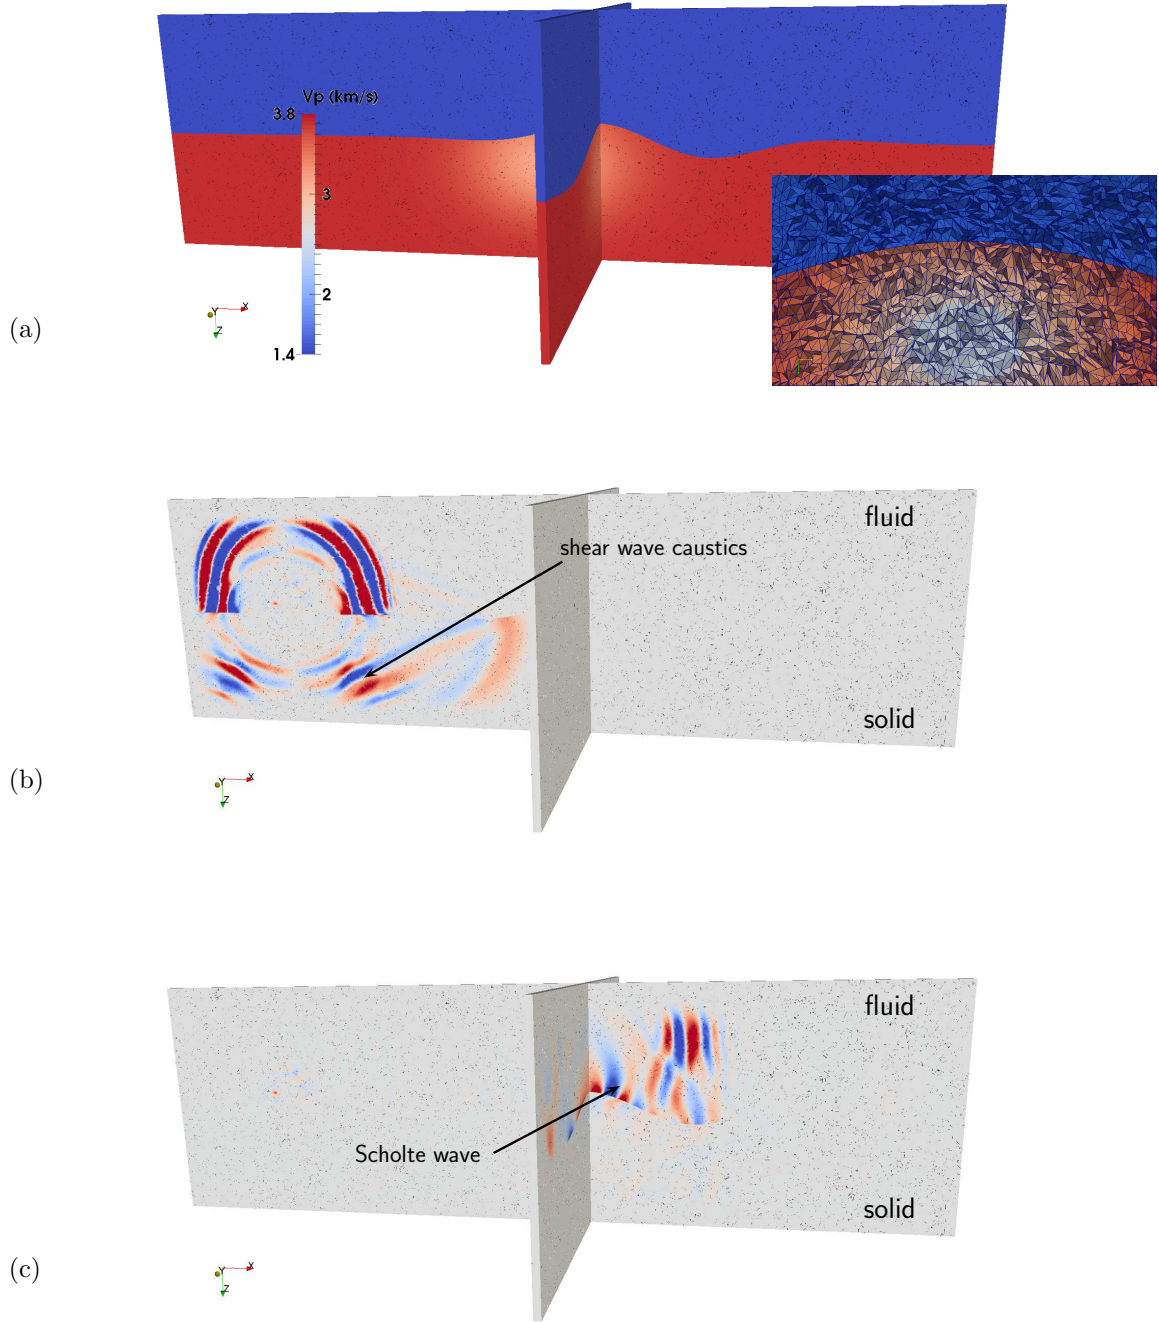 Vp (km/s)
3.8
3
2
1.4
Y X
Z
(a)
fluid
shear wave caustics
solid
Y X
Z
(b)
fluid
Scholte wave
solid
Y X
Z
(c)